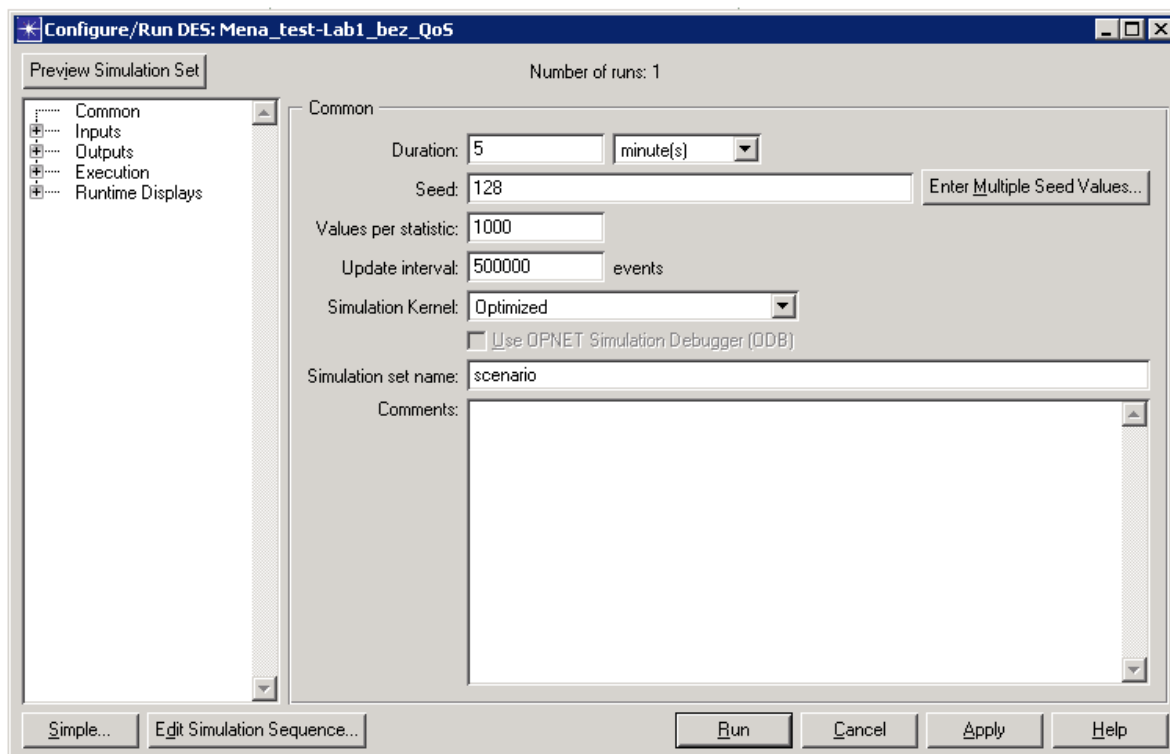 Configure/Run DES: Mena_test-Lab1_bez_QoS
Preview Simulation Set
Number of runs: 1
Common
Inputs
Outputs
Execution
Runtime Displays
Common
Duration: 5 minute(s)
Seed: 128 Enter Multiple Seed Values...
Values per statistic: 1000
Update interval: 500000 events
Simulation Kernel: Optimized
Use OPNET Simulation Debugger (ODB)
Simulation set name: scenario
Comments:
Simple... Edit Simulation Sequence... Run Cancel Apply Help